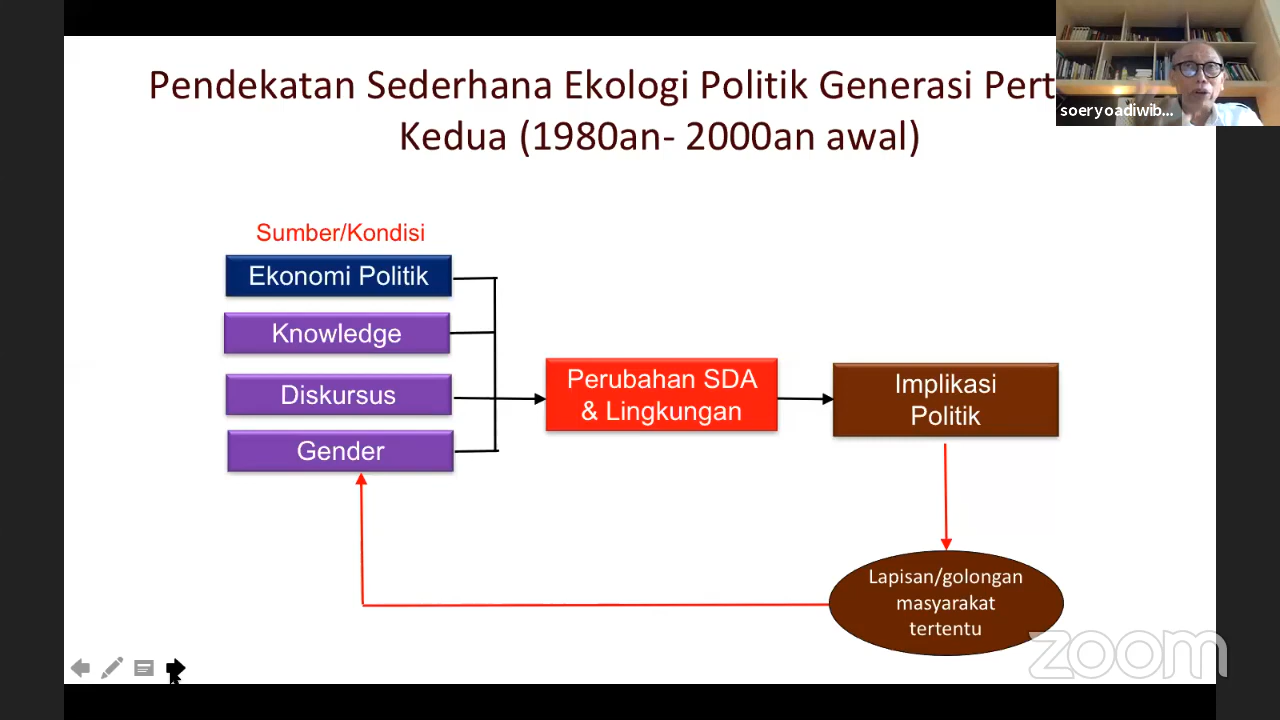 Pendekatan Sederhana Ekologi Politik Generasi Pert
Kedua (1980an- 2000an awal)
soeryoadiwib...
Sumber/Kondisi
Ekonomi Politik
Knowledge
Diskursus
Gender
Perubahan SDA
& Lingkungan
Implikasi
Politik
Lapisan/golongan
masyarakat
tertentu
zoom